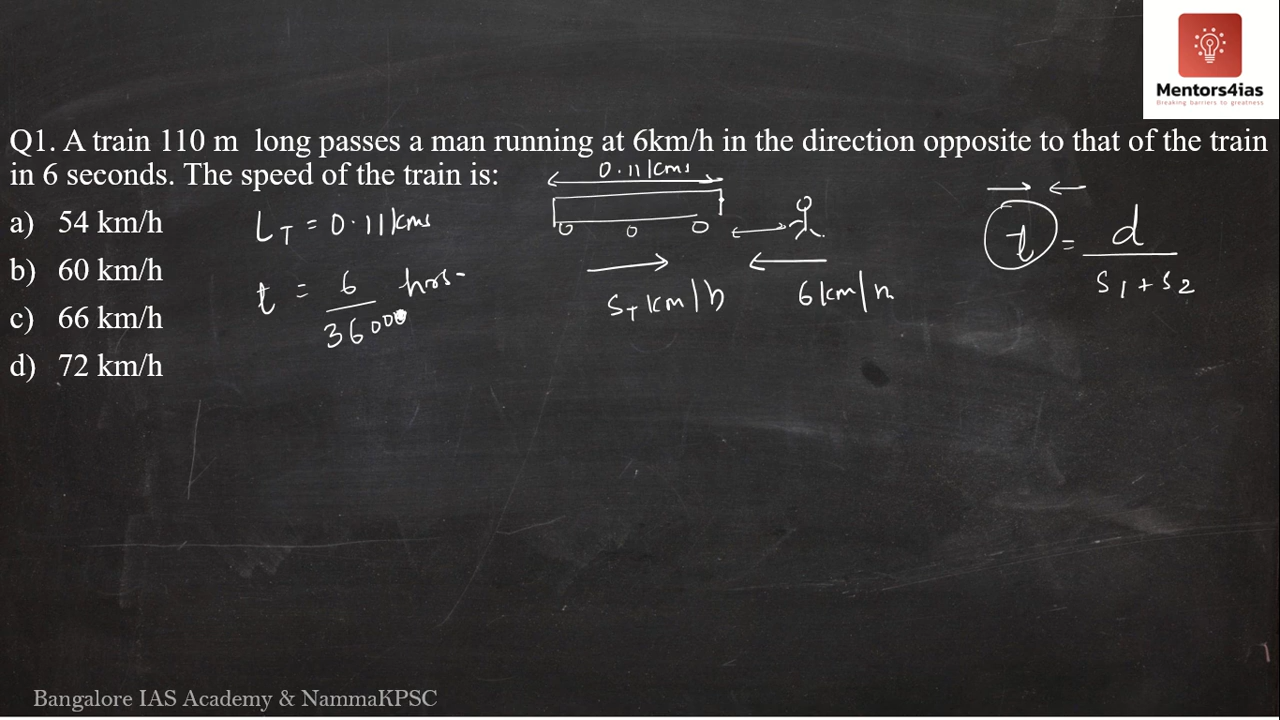 Mentors4ias
Breaking barriers to greatness
Q1. A train 110 m long passes a man running at 6km/h in the direction opposite to that of the train
in 6 seconds. The speed of the train is:
0.11kms
a) 54 km/h
L_T = 0.11kms
t = d / S1 + S2
b) 60 km/h
t = 6 / 36000 hrs
S_T km/h
6 km/h
c) 66 km/h
d) 72 km/h
Bangalore IAS Academy & NammaKPSC